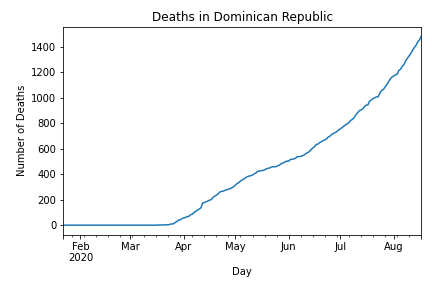 Deaths in Dominican Republic
Number of Deaths
1400
1200
1000
800
600
400
200
0
Feb Mar Apr May Jun Jul Aug
2020
Day